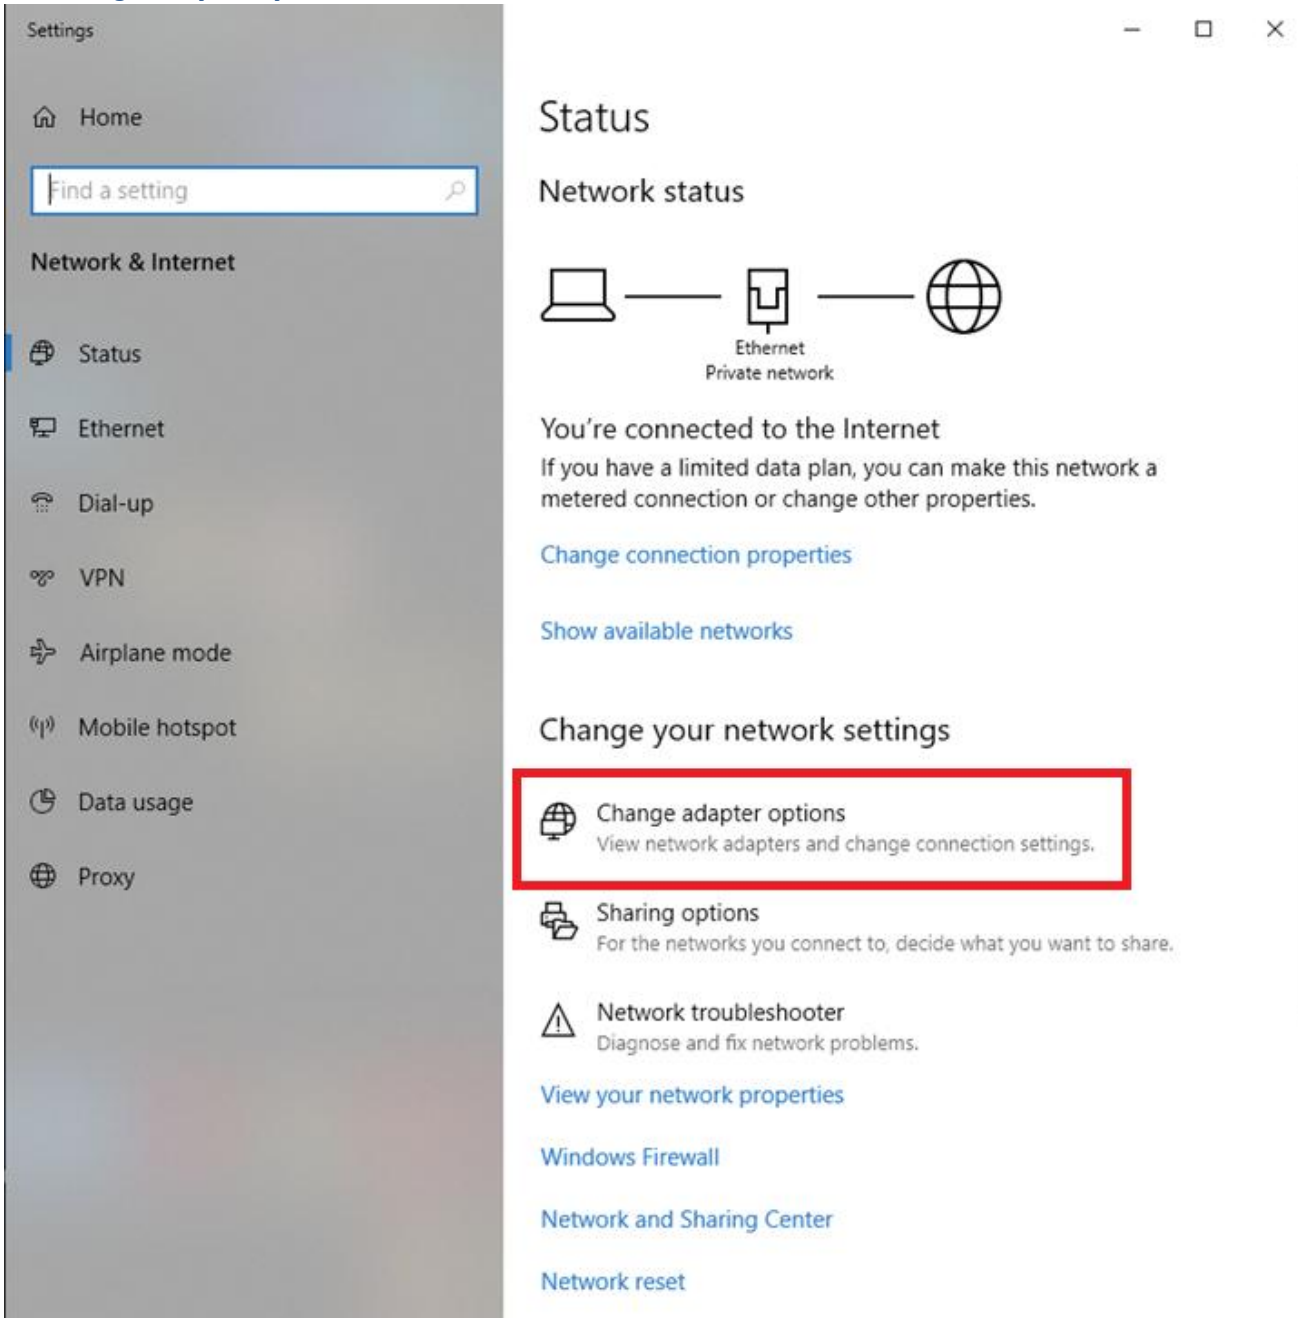 Settings
Home
Find a setting
Network & Internet
Status
Ethernet
Dial-up
VPN
Airplane mode
Mobile hotspot
Data usage
Proxy
Status
Network status
Ethernet
Private network
You're connected to the Internet
If you have a limited data plan, you can make this network a
metered connection or change other properties.
Change connection properties
Show available networks
Change your network settings
Change adapter options
View network adapters and change connection settings.
Sharing options
For the networks you connect to, decide what you want to share.
Network troubleshooter
Diagnose and fix network problems.
View your network properties
Windows Firewall
Network and Sharing Center
Network reset